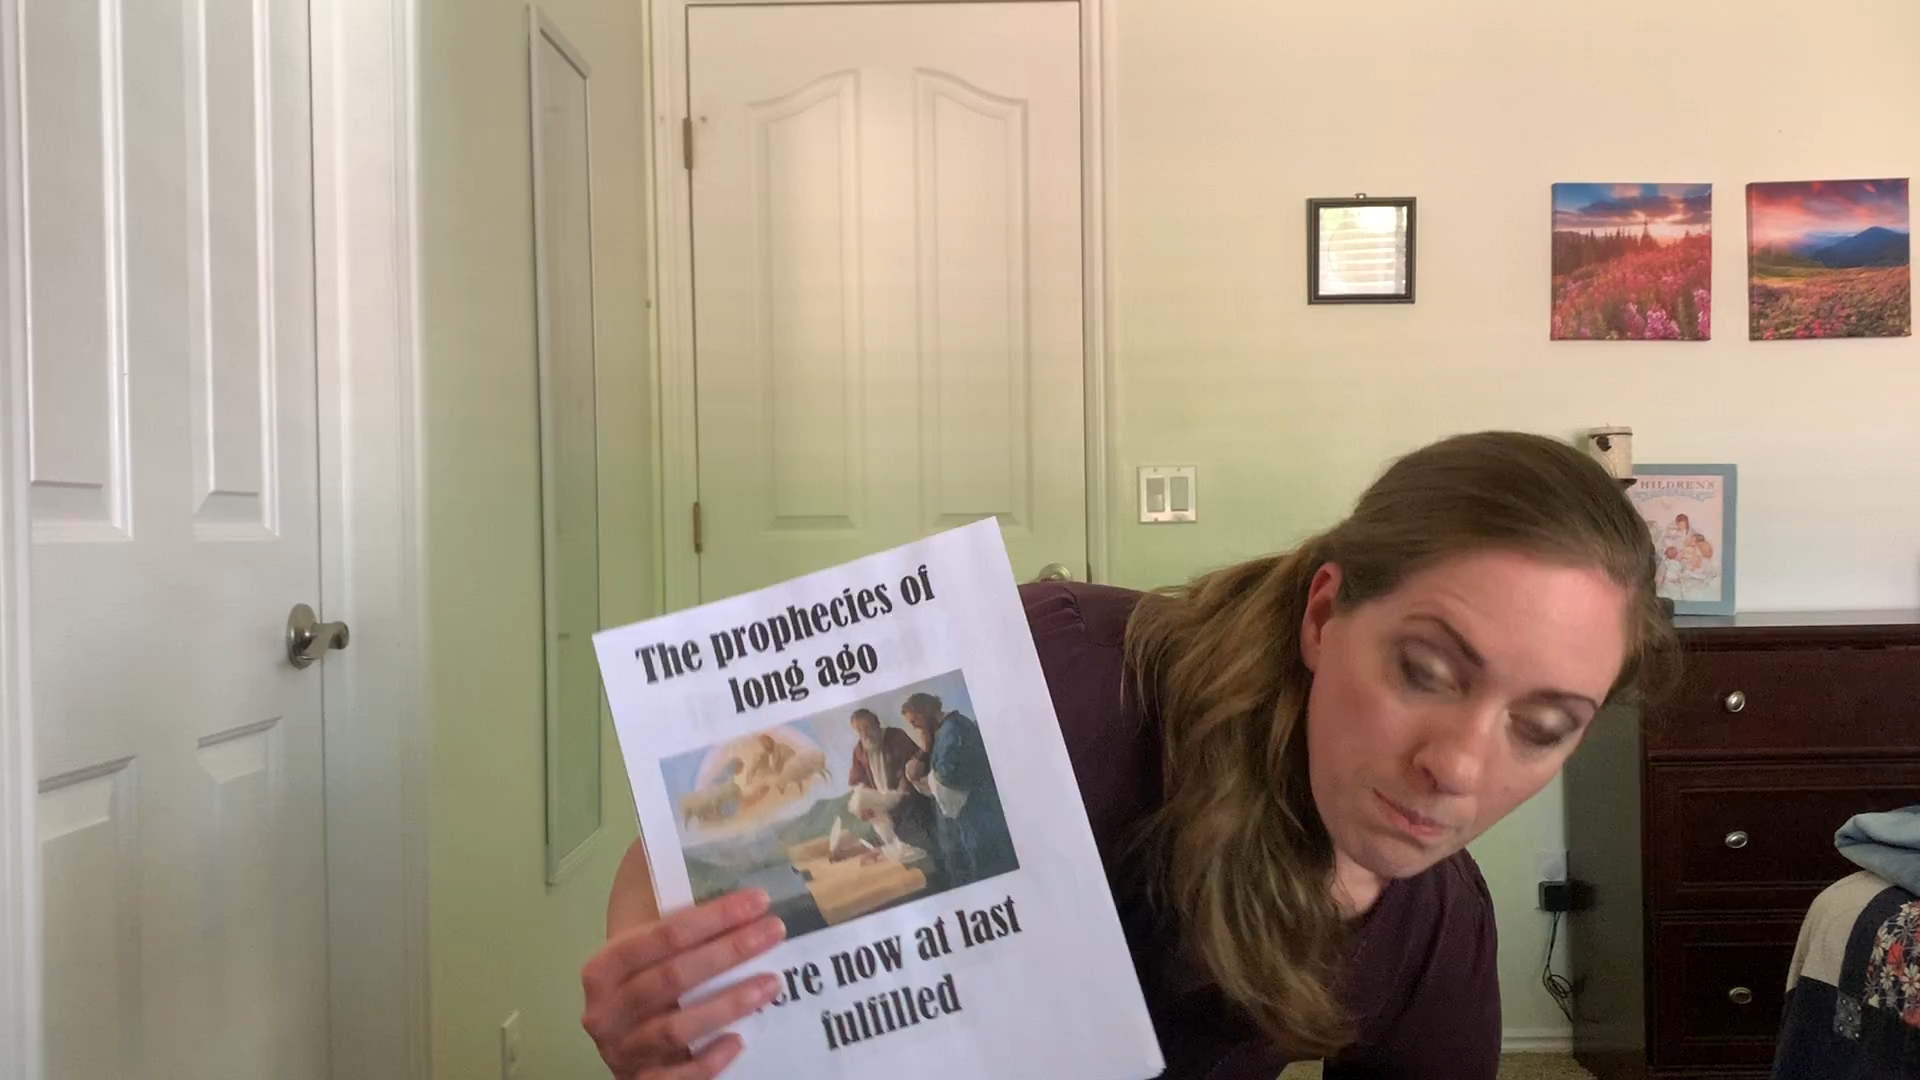 The prophecies of
long ago
now at last
fulfilled